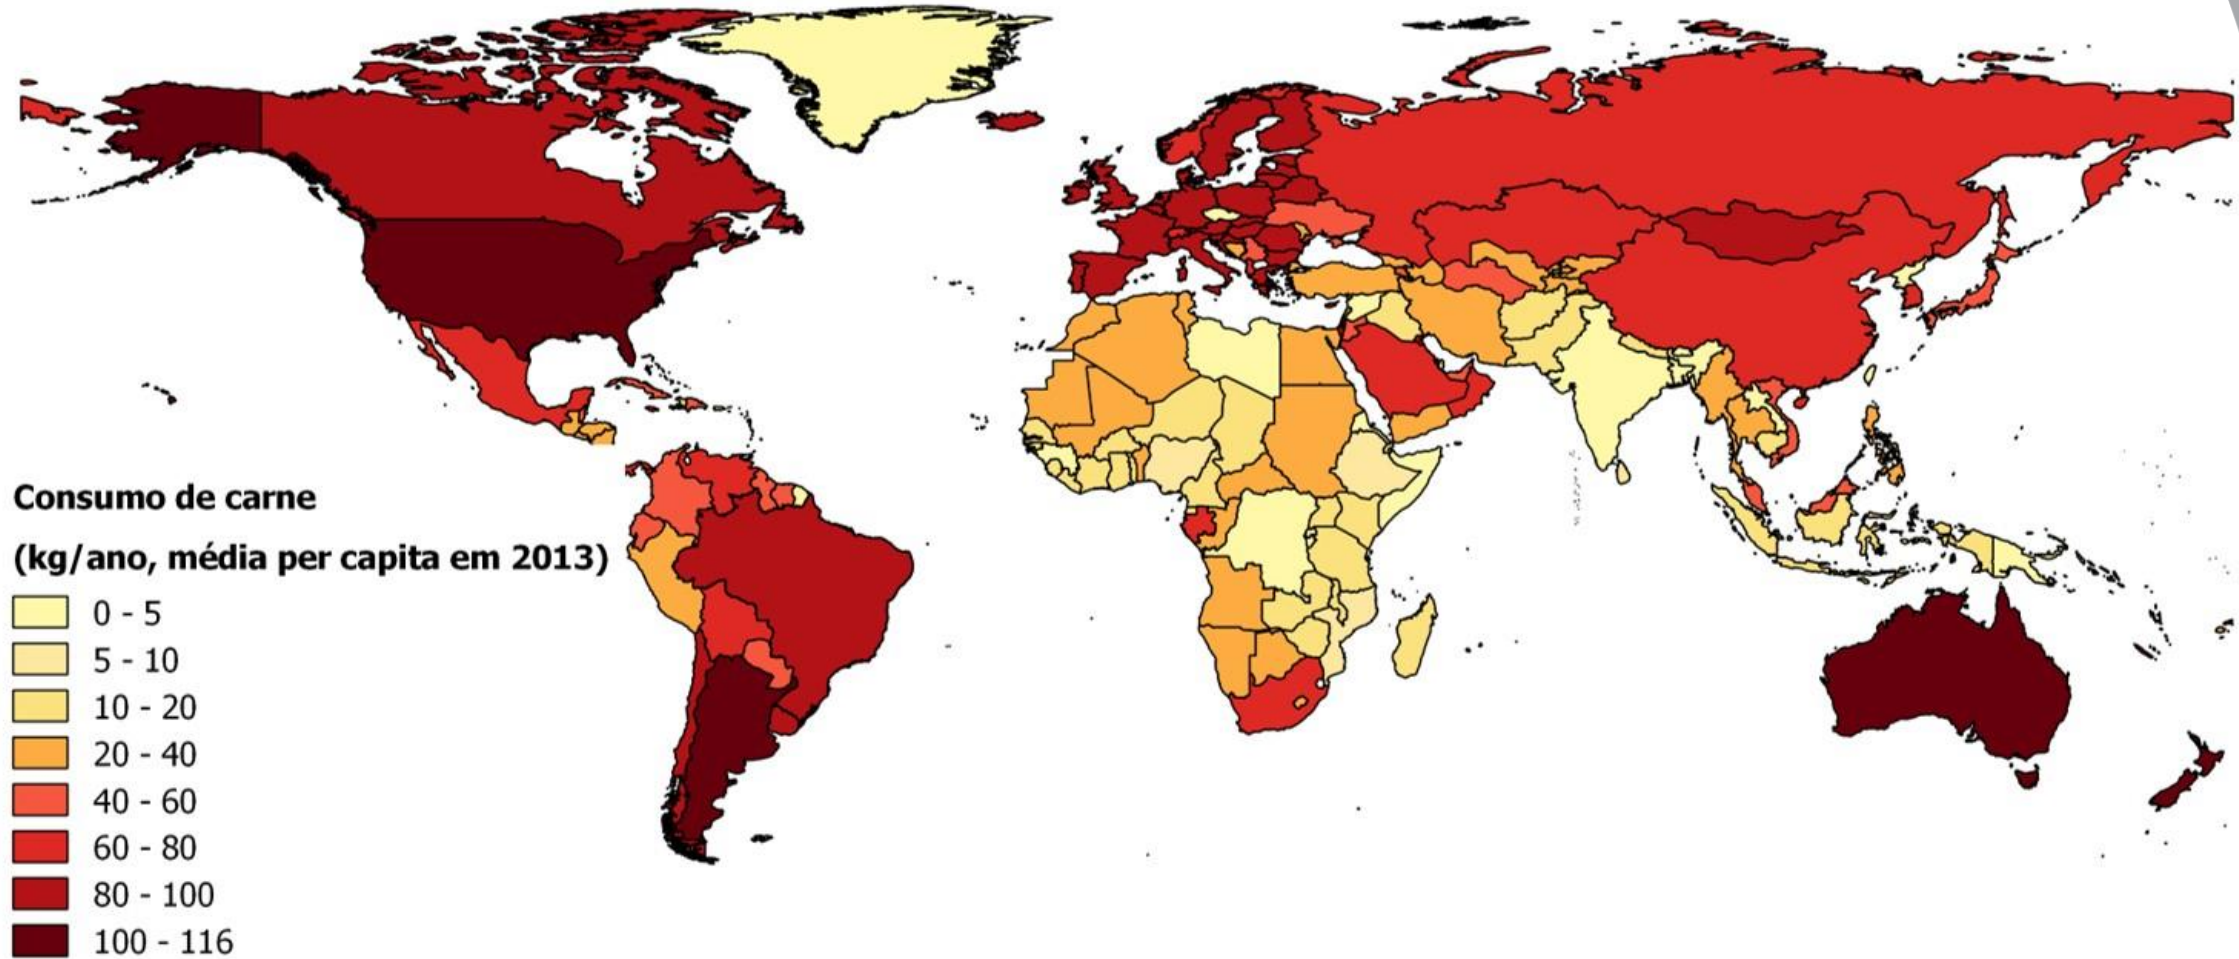 Consumo de carne
(kg/ano, média per capita em 2013)
0 - 5
5 - 10
10 - 20
20 - 40
40 - 60
60 - 80
80 - 100
100 - 116